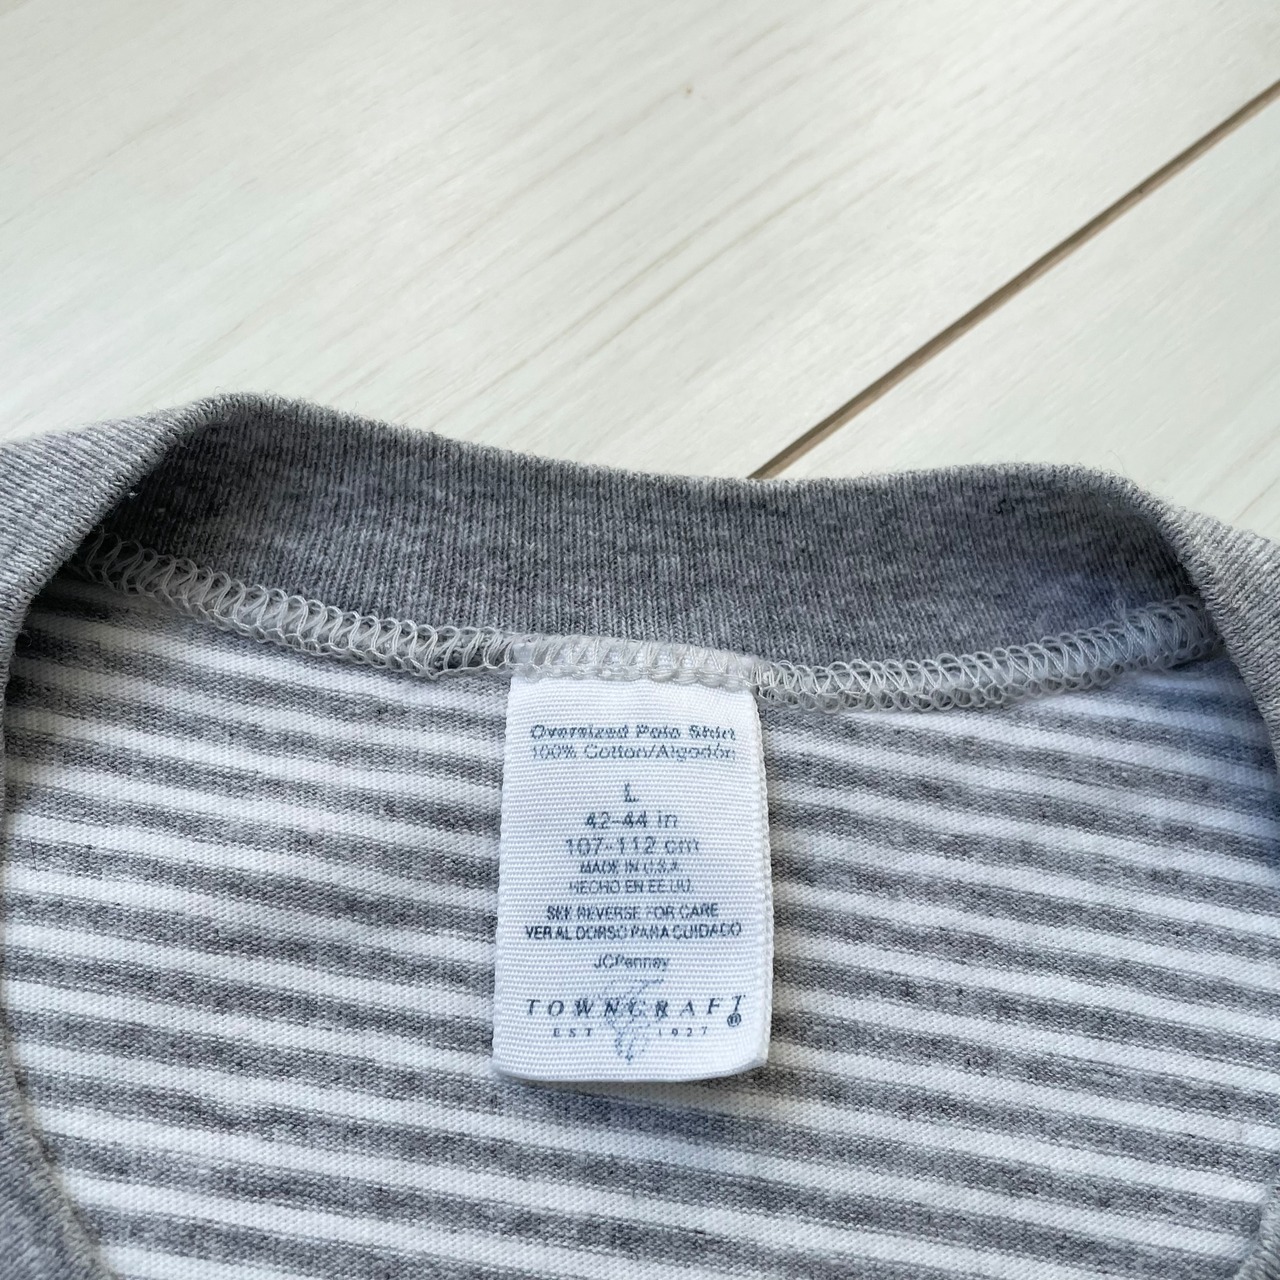 Oversized Polo Shirt
100% Cotton/Algodón
L
42-44 in
107-112 cm
MADE IN U.S.A.
HECHO EN EE.UU.
SEE REVERSE FOR CARE
VER AL DORSO PARA CUIDADO
JCPenney
TOWNCRAFT®
EST 1927